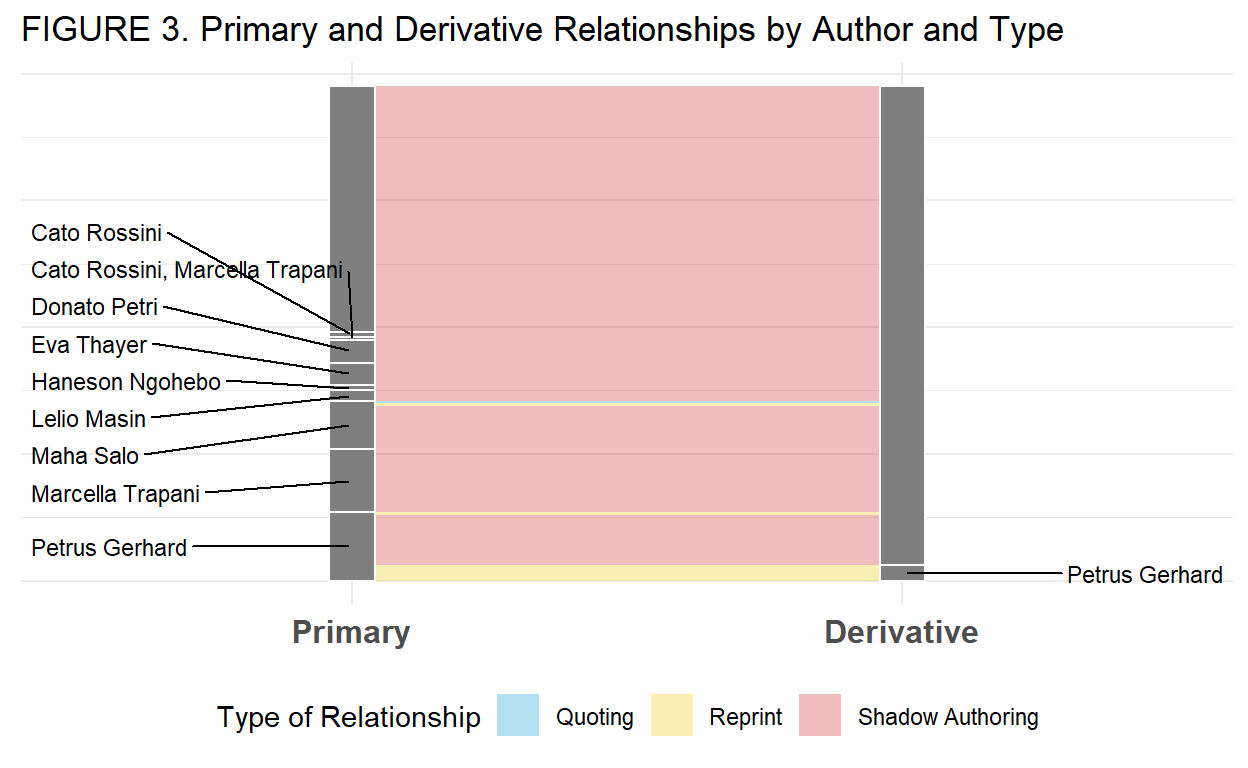 FIGURE 3. Primary and Derivative Relationships by Author and Type
Cato Rossini
Cato Rossini, Marcella Trapani
Donato Petri
Eva Thayer
Haneson Ngohebo
Lelio Masin
Maha Salo
Marcella Trapani
Petrus Gerhard
Petrus Gerhard
Primary
Derivative
Type of Relationship
Quoting
Reprint
Shadow Authoring